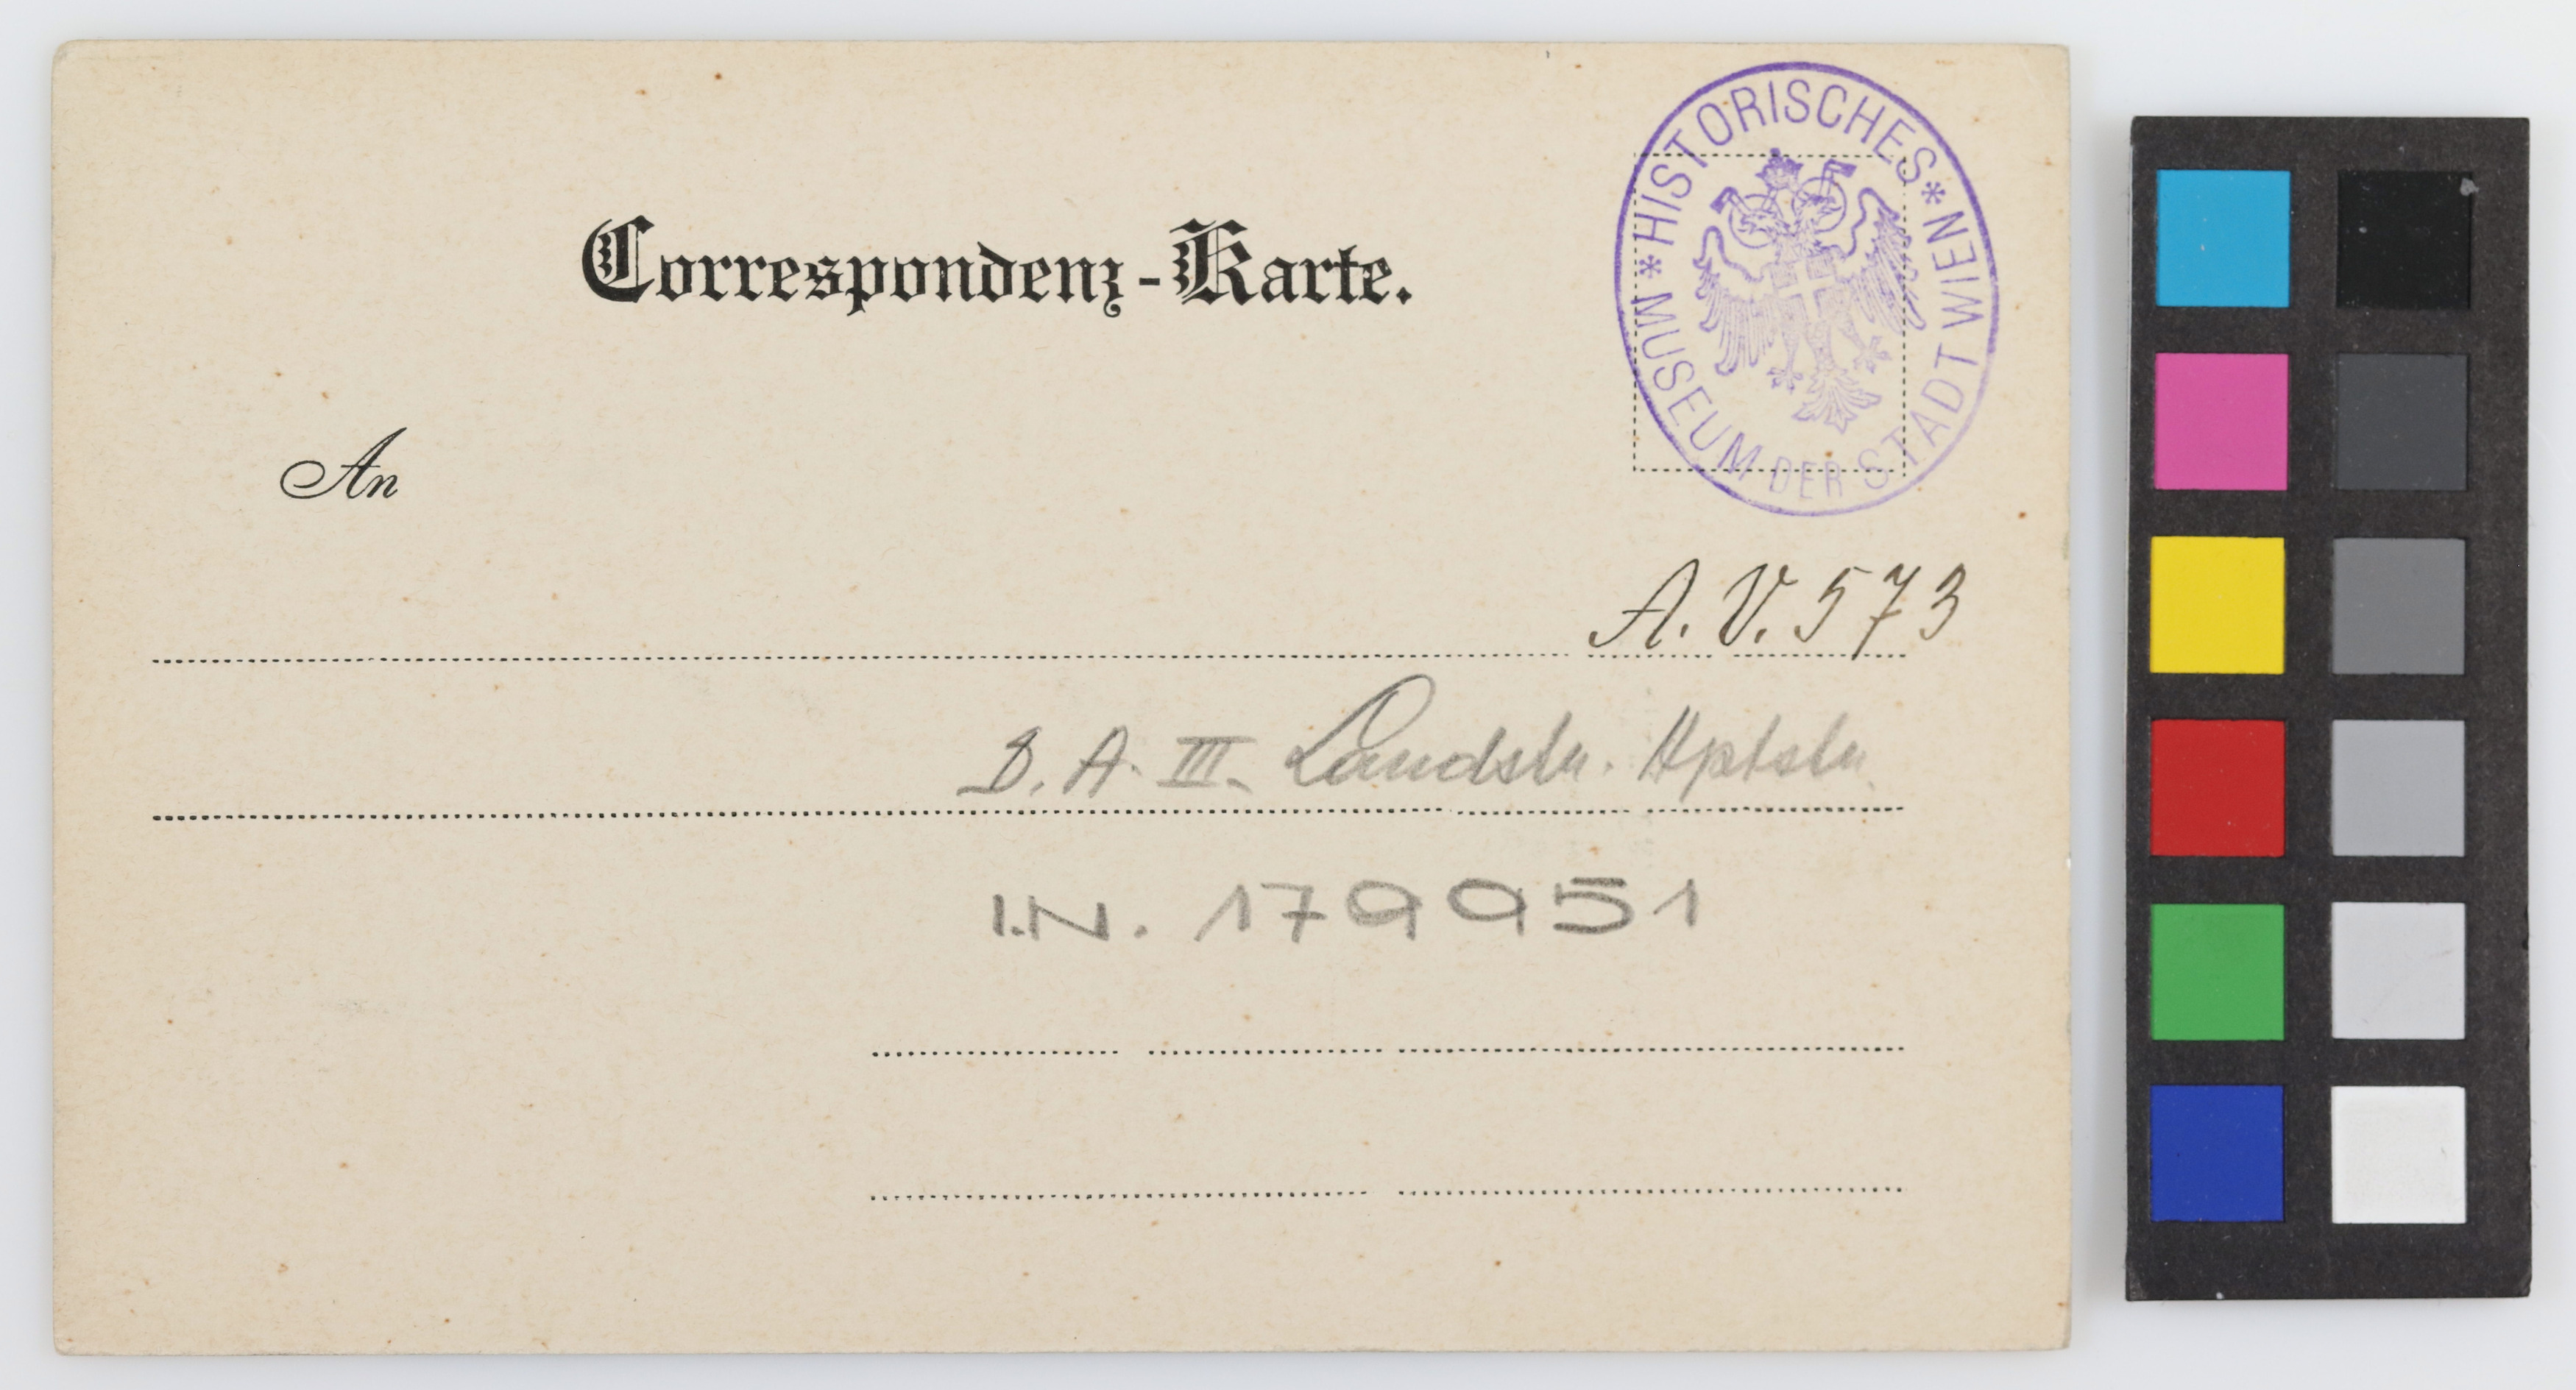 Correspondenz-Karte.
* HISTORISCHES * MUSEUM DER STADT WIEN
An
A. V. 573
B. A. III. Landstr. Hptstr.
I.N. 179951